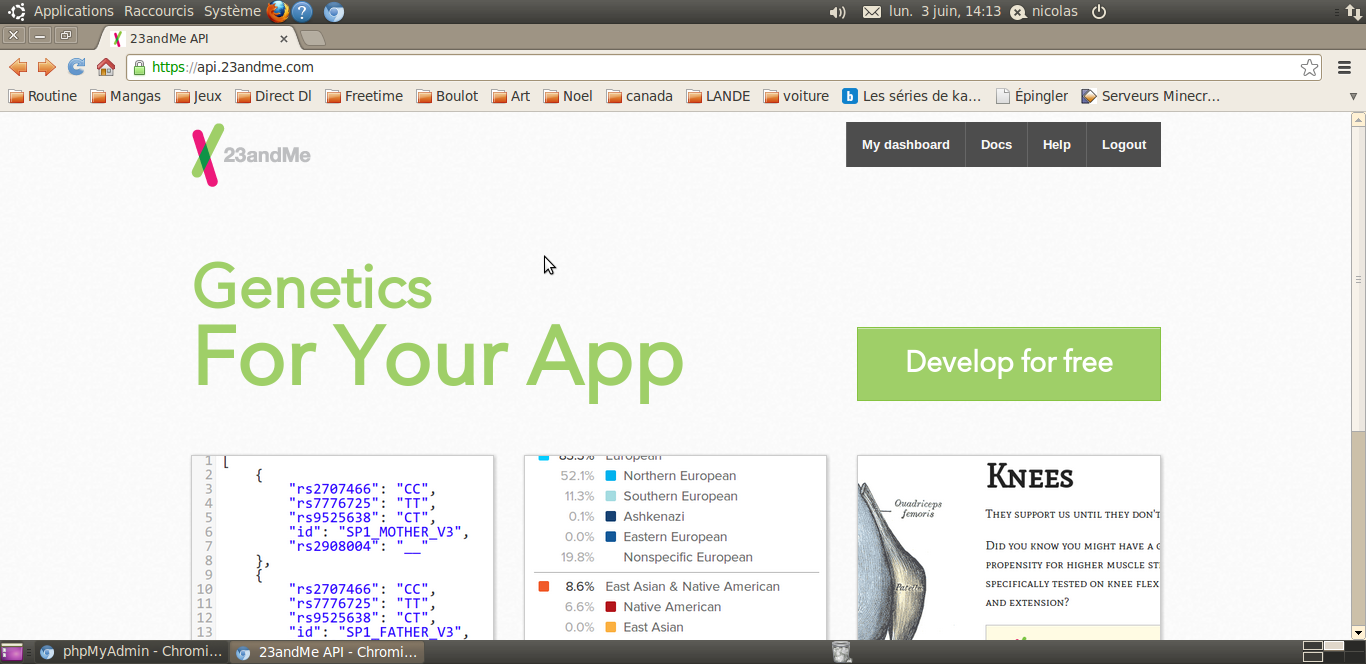 Applications Raccourcis Système lun. 3 juin, 14:13 nicolas
23andMe API
https://api.23andme.com
Routine Mangas Jeux Direct Dl Freetime Boulot Art Noel canada LANDE voiture Les séries de ka... Épingler Serveurs Minecr...
23andMe
My dashboard Docs Help Logout
Genetics
For Your App
Develop for free
1 [
2 {
3 "rs2707466": "CC",
4 "rs7776725": "TT",
5 "rs9525638": "CT",
6 "id": "SP1_MOTHER_V3",
7 "rs2908004": "__"
8 },
9 {
10 "rs2707466": "CC",
11 "rs7776725": "TT",
12 "rs9525638": "CT",
13 "id": "SP1_FATHER_V3",
European
52.1% Northern European
11.3% Southern European
0.1% Ashkenazi
0.0% Eastern European
19.8% Nonspecific European
8.6% East Asian & Native American
6.6% Native American
0.0% East Asian
Quadriceps
femoris
Patella
KNEES
THEY SUPPORT US UNTIL THEY DON'T
DID YOU KNOW YOU MIGHT HAVE A G
PROPENSITY FOR HIGHER MUSCLE ST
SPECIFICALLY TESTED ON KNEE FLEX
AND EXTENSION?
phpMyAdmin - Chromi... 23andMe API - Chromi...